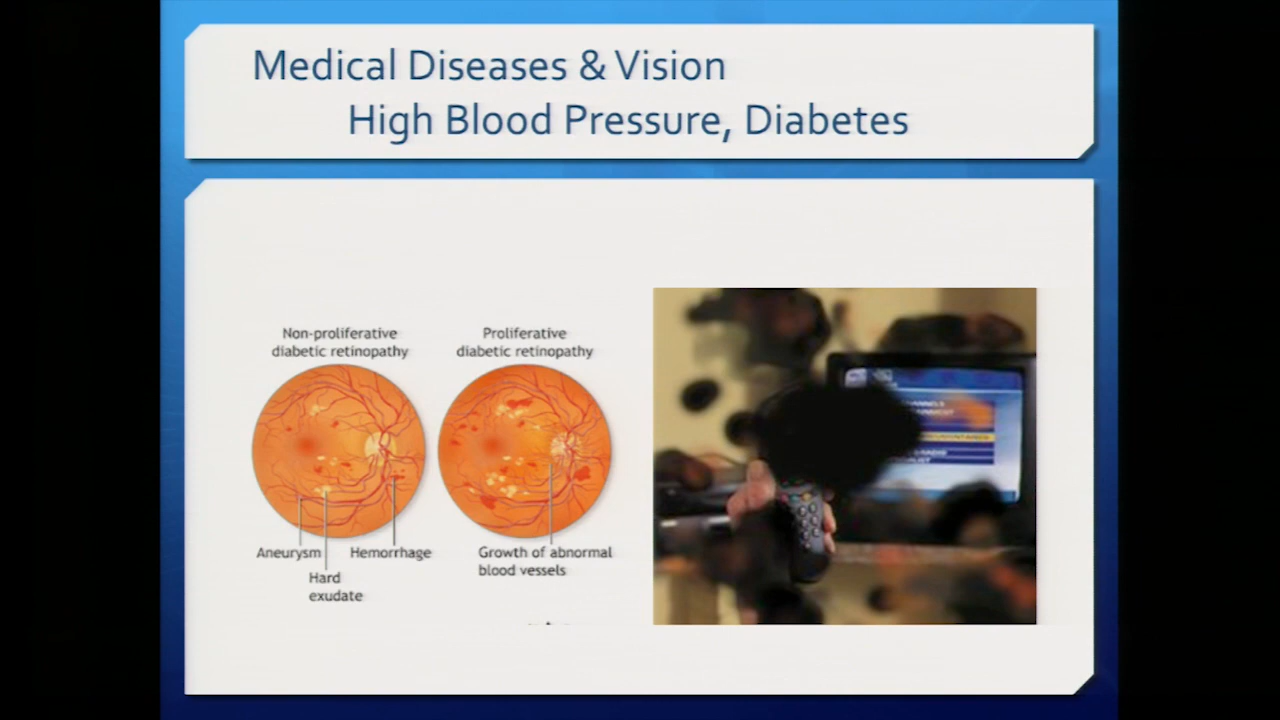 Medical Diseases & Vision
High Blood Pressure, Diabetes
Non-proliferative
diabetic retinopathy
Proliferative
diabetic retinopathy
Aneurysm
Hemorrhage
Hard
exudate
Growth of abnormal
blood vessels